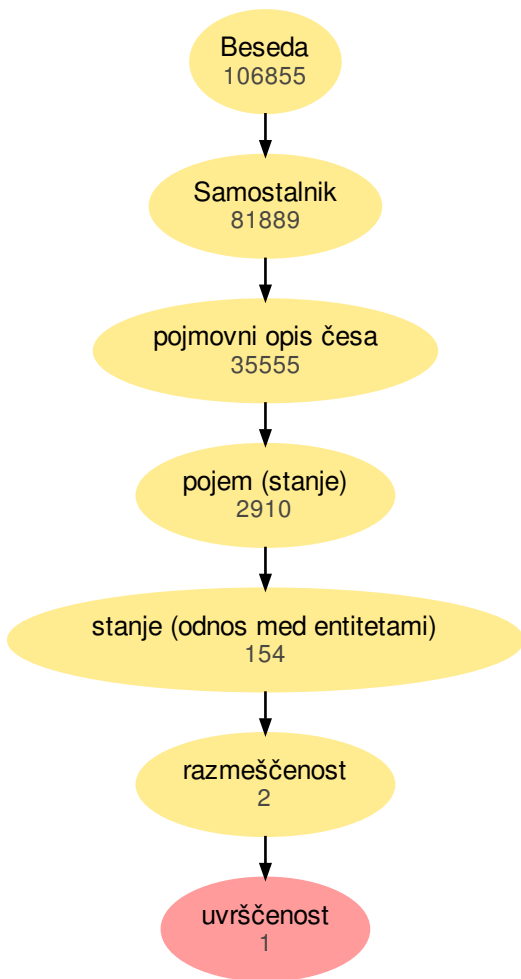 Beseda
106855
Samostalnik
81889
pojmovni opis česa
35555
pojem (stanje)
2910
stanje (odnos med entitetami)
154
razmeščenost
2
uvrščenost
1